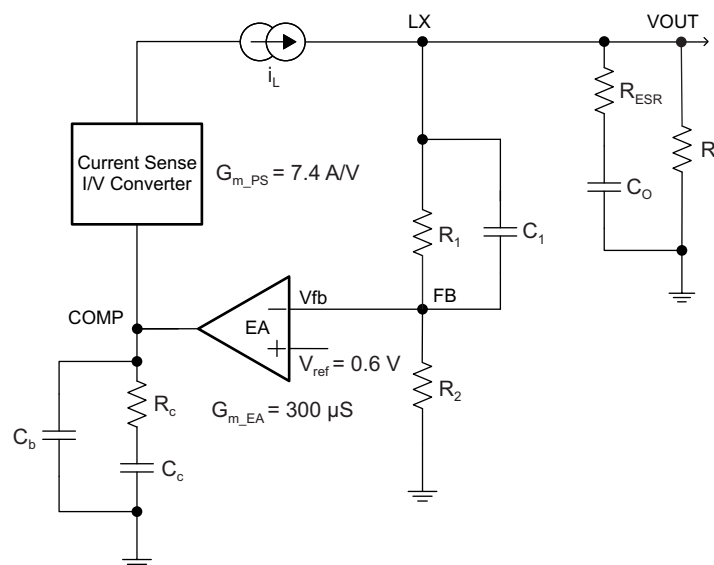 LX
VOUT
i_L
R_ESR
Current Sense
I/V Converter
G_m_PS = 7.4 A/V
C_O
R
R_1
C_1
Vfb
FB
COMP
EA
V_ref = 0.6 V
R_2
G_m_EA = 300 µS
R_c
C_b
C_c